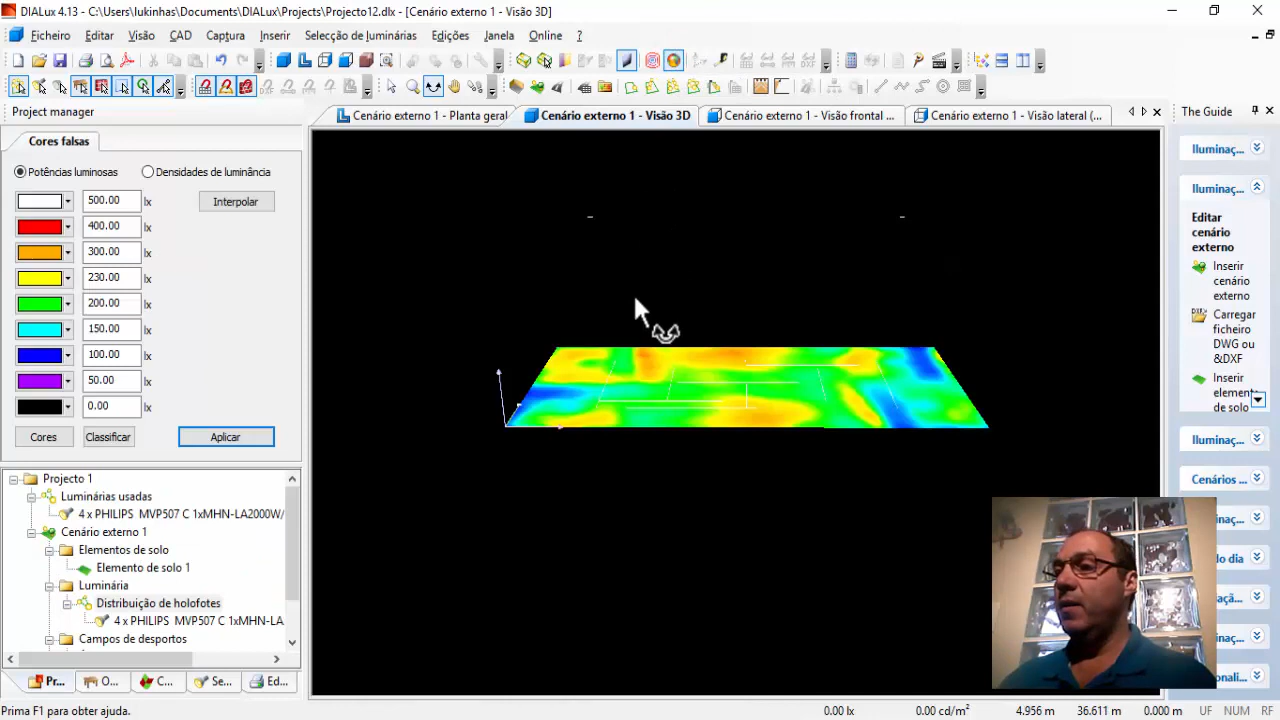 DIALux 4.13 - C:\Users\lukinhas\Documents\DIALux\Projects\Projecto12.dlx - [Cenário externo 1 - Visão 3D]
Ficheiro Editar Visão CAD Captura Inserir Selecção de luminárias Edições Janela Online ?
Project manager
Cenário externo 1 - Planta geral
Cenário externo 1 - Visão 3D
Cenário externo 1 - Visão frontal ...
Cenário externo 1 - Visão lateral (...
The Guide
Cores falsas
Potências luminosas
Densidades de luminância
500.00 lx
Interpolar
400.00 lx
300.00 lx
230.00 lx
200.00 lx
150.00 lx
100.00 lx
50.00 lx
0.00 lx
Cores
Classificar
Aplicar
Projecto 1
Luminárias usadas
4 x PHILIPS MVP507 C 1xMHN-LA2000W/
Cenário externo 1
Elementos de solo
Elemento de solo 1
Luminária
Distribuição de holofotes
4 x PHILIPS MVP507 C 1xMHN-LA
Campos de desportos
Pr...
O...
C...
Se...
Ed...
Iluminaç...
Iluminaç...
Editar
cenário
externo
Inserir
cenário
externo
Carregar
ficheiro
DWG ou
&DXF
Inserir
de solo
Iluminaç...
Cenários ...
Prima F1 para obter ajuda.
0.00 lx
0.00 cd/m²
4.956 m
36.611 m
0.000 m
UF
NUM
RF